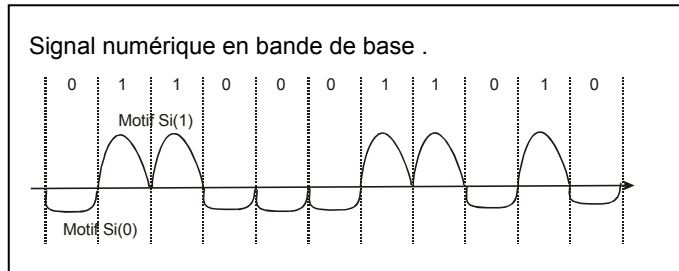 Signal numérique en bande de base .
0 1 1 0 0 0 1 1 0 1 0
Motif Si(1)
Motif Si(0)